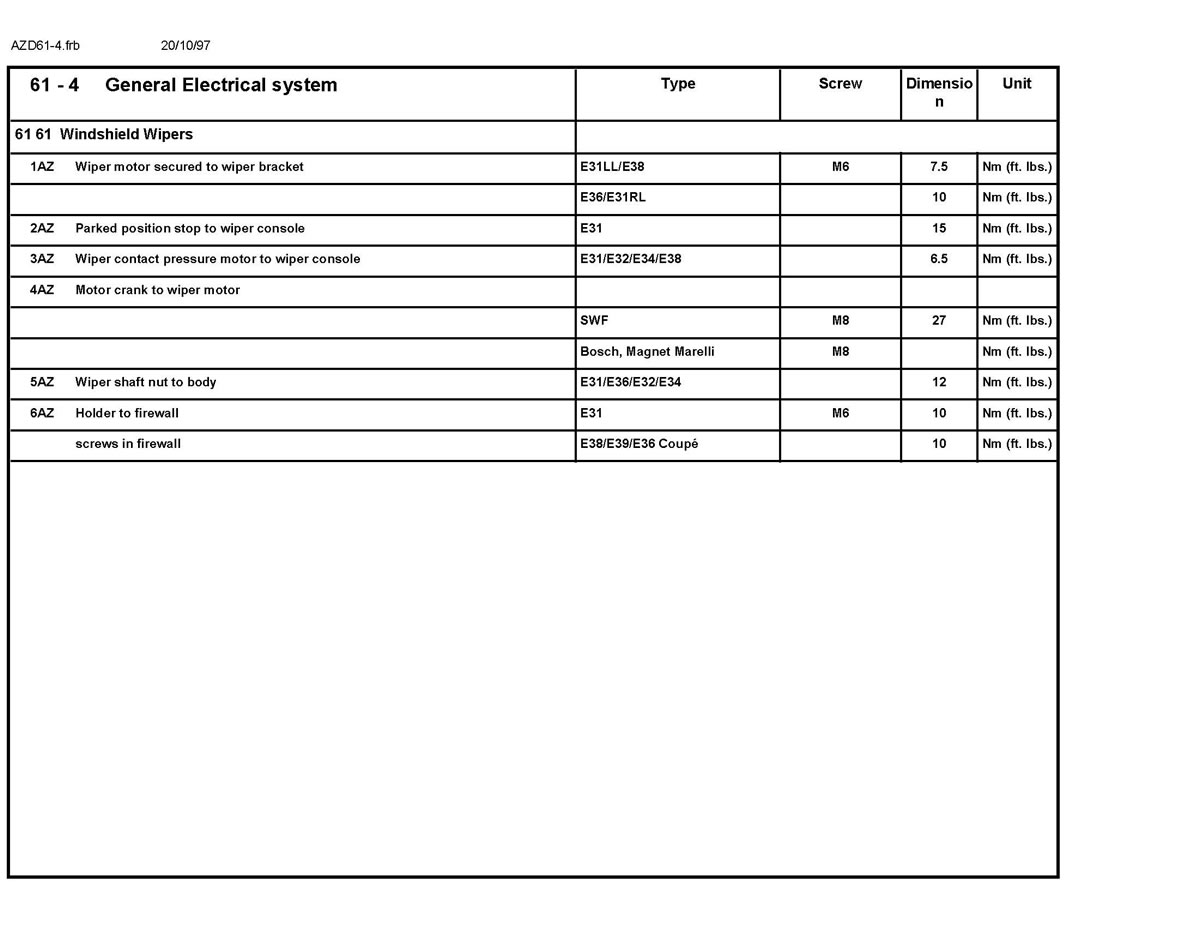 AZD61-4.frb 20/10/97
61 - 4 General Electrical system Type Screw Dimensio Unit
n
61 61 Windshield Wipers
1AZ Wiper motor secured to wiper bracket E31LL/E38 M6 7.5 Nm (ft. lbs.)
E36/E31RL 10 Nm (ft. lbs.)
2AZ Parked position stop to wiper console E31 15 Nm (ft. lbs.)
3AZ Wiper contact pressure motor to wiper console E31/E32/E34/E38 6.5 Nm (ft. lbs.)
4AZ Motor crank to wiper motor
SWF M8 27 Nm (ft. lbs.)
Bosch, Magnet Marelli M8 Nm (ft. lbs.)
5AZ Wiper shaft nut to body E31/E36/E32/E34 12 Nm (ft. lbs.)
6AZ Holder to firewall E31 M6 10 Nm (ft. lbs.)
screws in firewall E38/E39/E36 Coupé 10 Nm (ft. lbs.)